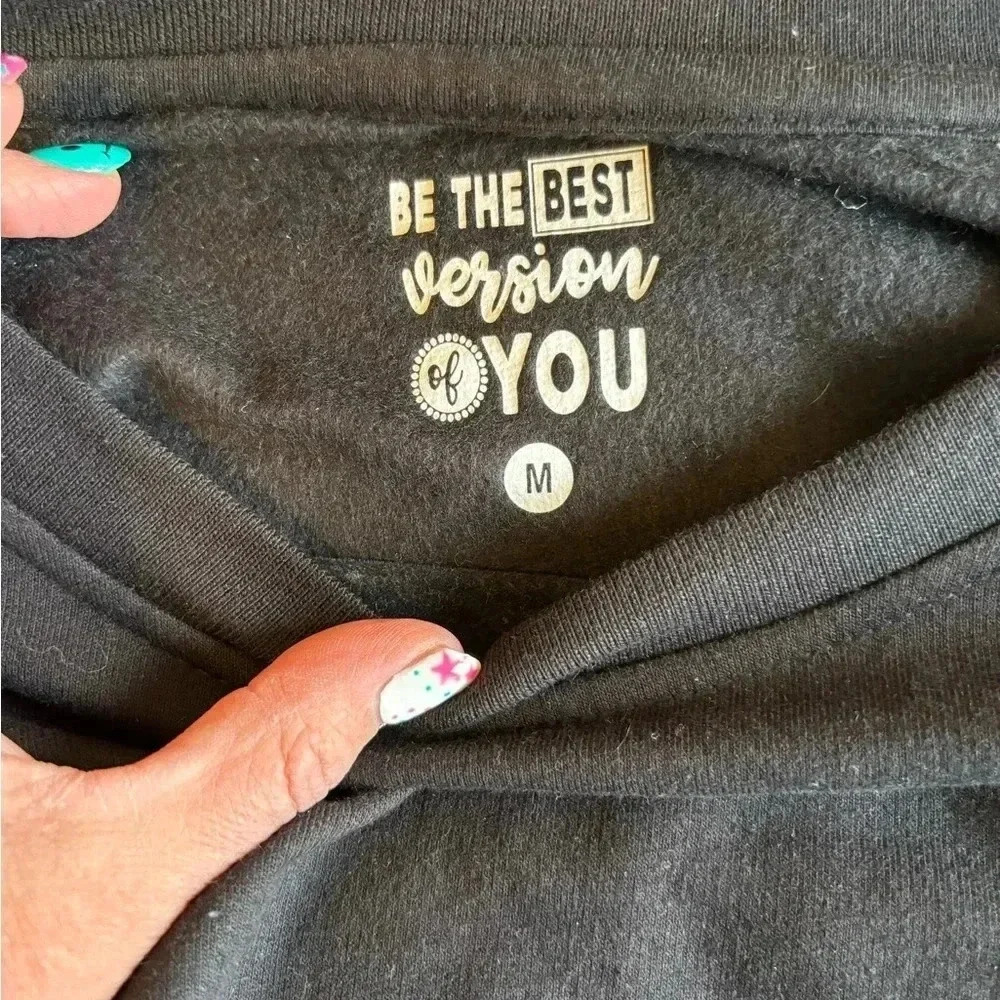 BE THE BEST
version
of YOU
M